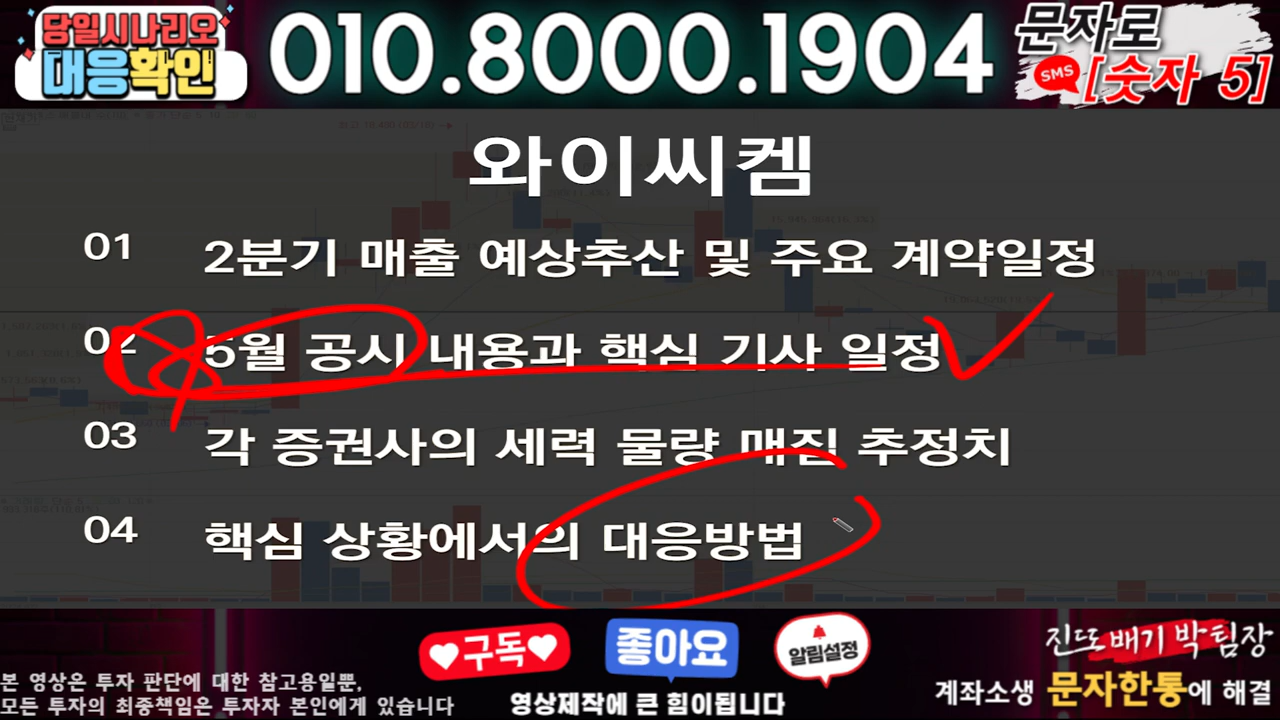 당일시나리오
대응확인
010.8000.1904
문자로
SMS
[숫자 5]
와이씨켐
01 2분기 매출 예상추산 및 주요 계약일정
02 5월 공시 내용과 핵심 기사 일정
03 각 증권사의 세력 물량 매집 추정치
04 핵심 상황에서의 대응방법
구독
좋아요
알림설정
영상제작에 큰 힘이됩니다
본 영상은 투자 판단에 대한 참고용일뿐,
모든 투자의 최종책임은 투자자 본인에게 있습니다
진또배기 박팀장
계좌소생 문자한통에 해결